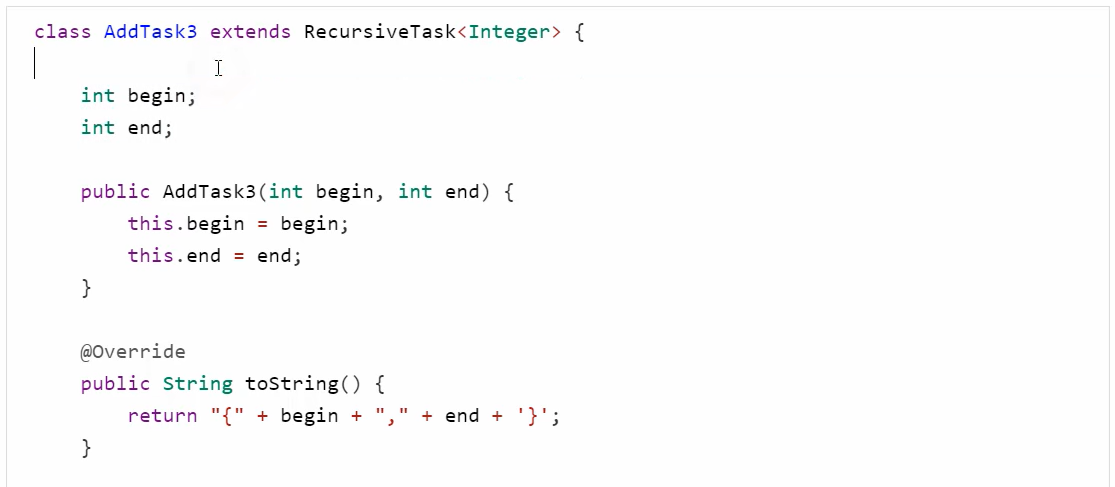 class AddTask3 extends RecursiveTask<Integer> {
int begin;
int end;
public AddTask3(int begin, int end) {
this.begin = begin;
this.end = end;
}
@Override
public String toString() {
return "{" + begin + "," + end + '}';
}